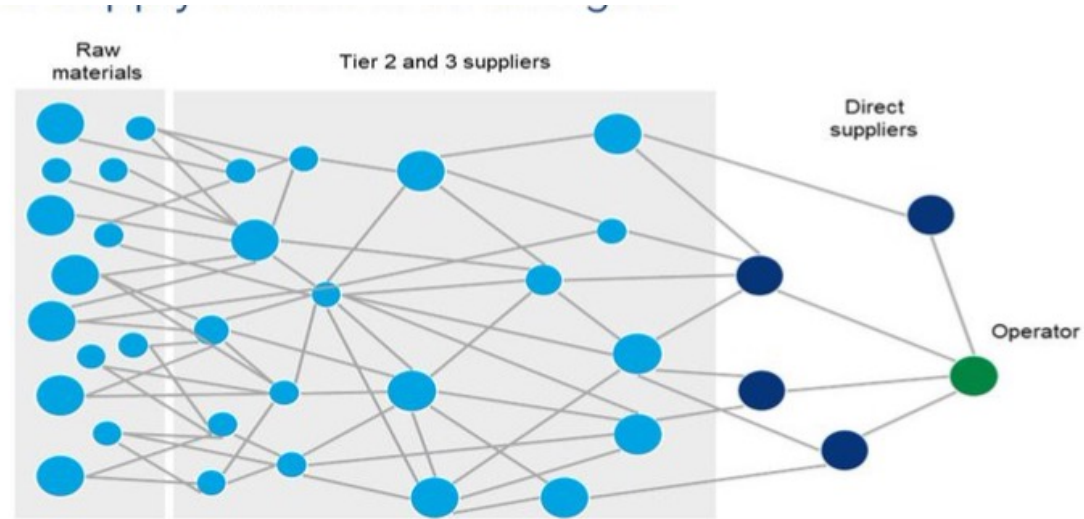 Raw
materials
Tier 2 and 3 suppliers
Direct
suppliers
Operator